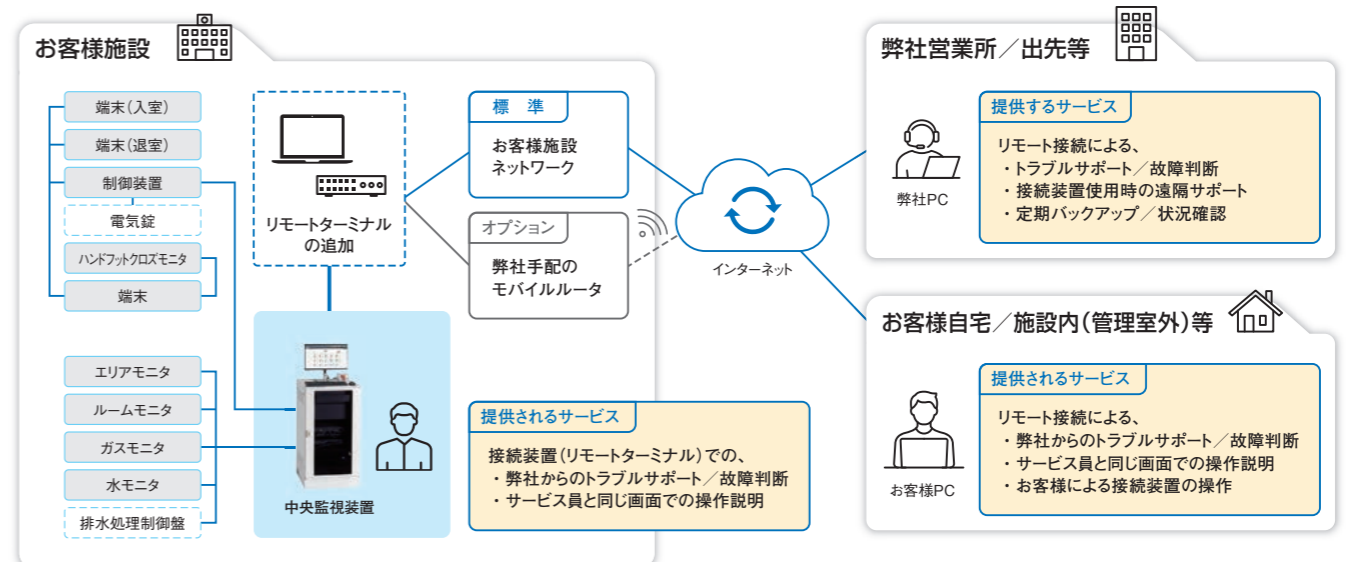 お客様施設
端末(入室)
端末(退室)
制御装置
電気錠
ハンドフットクロズモニタ
端末
エリアモニタ
ルームモニタ
ガスモニタ
水モニタ
排水処理制御盤
リモートターミナル
の追加
中央監視装置
標 準
お客様施設
ネットワーク
オプション
弊社手配の
モバイルルータ
提供されるサービス
接続装置(リモートターミナル)での、
・弊社からのトラブルサポート/故障判断
・サービス員と同じ画面での操作説明
インターネット
弊社営業所/出先等
弊社PC
提供するサービス
リモート接続による、
・トラブルサポート/故障判断
・接続装置使用時の遠隔サポート
・定期バックアップ/状況確認
お客様自宅/施設内(管理室外)等
お客様PC
提供されるサービス
リモート接続による、
・弊社からのトラブルサポート/故障判断
・サービス員と同じ画面での操作説明
・お客様による接続装置の操作